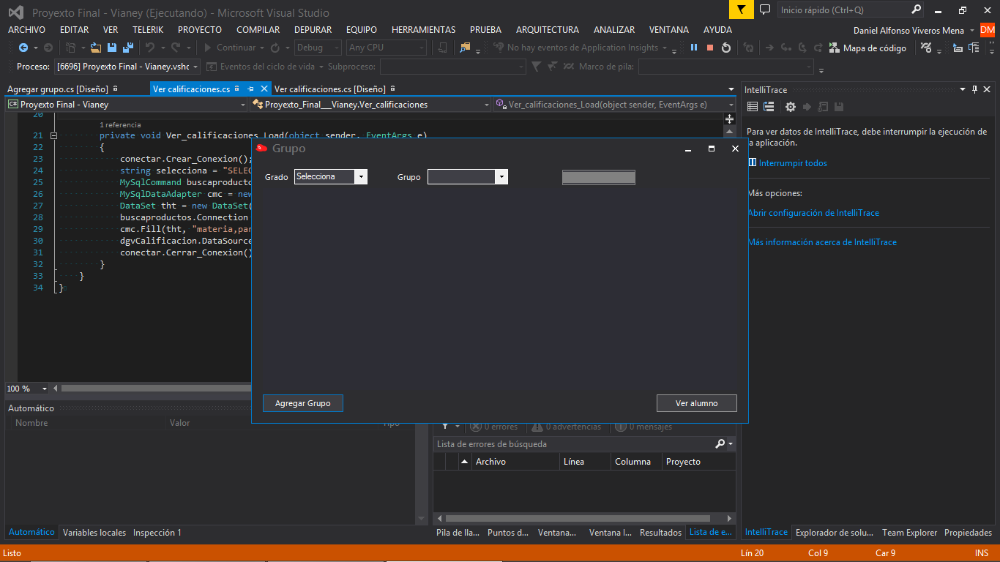 Proyexto Final - Vianey (Ejecutando) - Microsoft Visual Studio
Inicio rápido (Ctrl+Q)
ARCHIVO EDITAR VER TELERIK PROYECTO COMPILAR DEPURAR EQUIPO HERRAMIENTAS PRUEBA ARQUITECTURA ANALIZAR VENTANA AYUDA
Daniel Alfonso Viveros Mena DM
Continuar Debug Any CPU No hay eventos de Application Insights Mapa de código
Proceso: [6696] Proyexto Final - Vianey.vshc Eventos del ciclo de vida Subproceso: Marco de pila:
Agregar grupo.cs [Diseño] Ver calificaciones.cs Ver calificaciones.cs [Diseño]
C# Proyexto Final - Vianey Proyexto_Final___Vianey.Ver_calificaciones Ver_calificaciones_Load(object sender, EventArgs e)
20
1 referencia
21 private void Ver_calificaciones_Load(object sender, EventArgs e)
22 {
23 conectar.Crear_Conexion();
24 string selecciona = "SELEC
25 MySqlCommand buscaproducto
26 MySqlDataAdapter cmc = new
27 DataSet tht = new DataSet(
28 buscaproductos.Connection
29 cmc.Fill(tht, "materia,par
30 dgvCalificacion.DataSource
31 conectar.Cerrar_Conexion()
32 }
33 }
34 }
100 %
Grupo
Grado Selecciona Grupo
Agregar Grupo Ver alumno
IntelliTrace
Para ver datos de IntelliTrace, debe interrumpir la ejecución de
la aplicación.
Interrumpir todos
Más opciones:
Abrir configuración de IntelliTrace
Más información acerca de IntelliTrace
Automático
Nombre Valor Tipo
0 errores 0 advertencias 0 mensajes
Lista de errores de búsqueda
Archivo Línea Columna Proyecto
Automático Variables locales Inspección 1
Pila de lla... Puntos d... Ventana... Ventana I... Resultados Lista de e...
IntelliTrace Explorador de solu... Team Explorer Propiedades
Listo Lín 20 Col 9 Car 9 INS